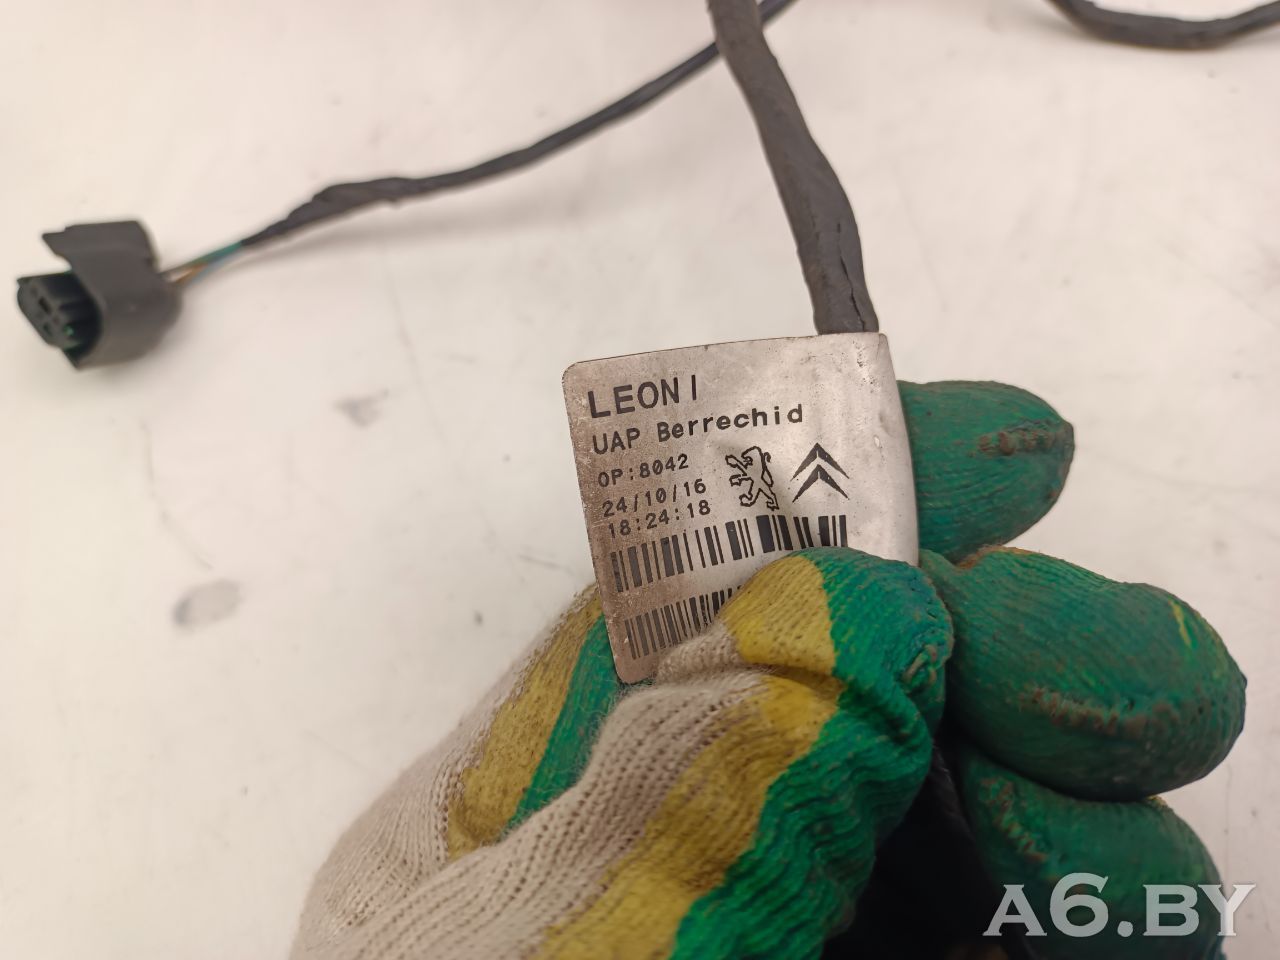 LEONI
UAP Berrechid
OP:8042
24/10/16
18:24:18
A6.BY